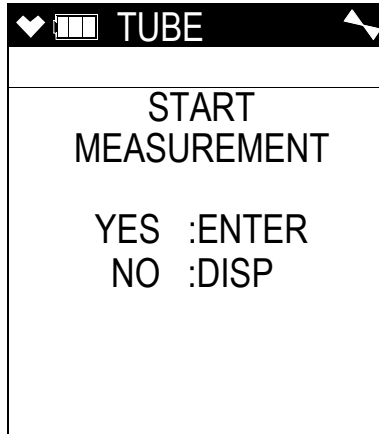 TUBE
START
MEASUREMENT
YES :ENTER
NO :DISP